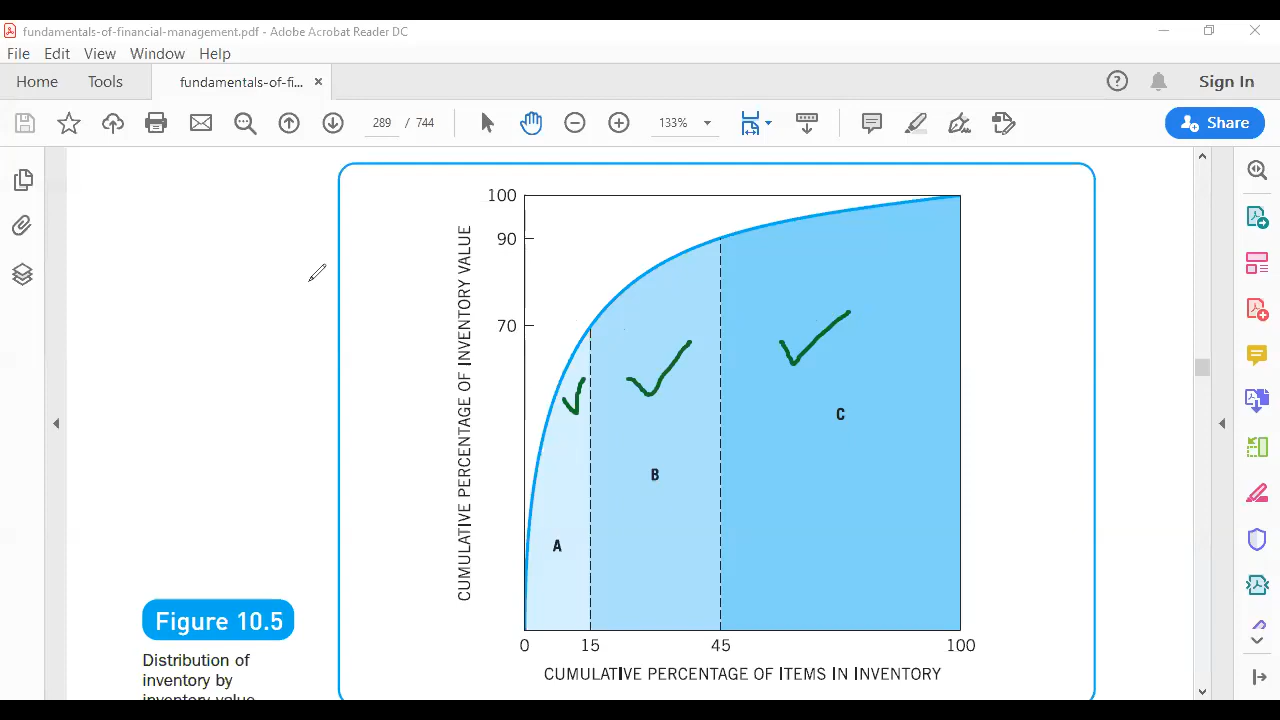 fundamentals-of-financial-management.pdf - Adobe Acrobat Reader DC
File Edit View Window Help
Home Tools fundamentals-of-fi... ×
?
Sign In
289 / 744
133%
Share
100
90
70
CUMULATIVE PERCENTAGE OF INVENTORY VALUE
A
B
C
0 15 45 100
CUMULATIVE PERCENTAGE OF ITEMS IN INVENTORY
Figure 10.5
Distribution of
inventory by
inventory value